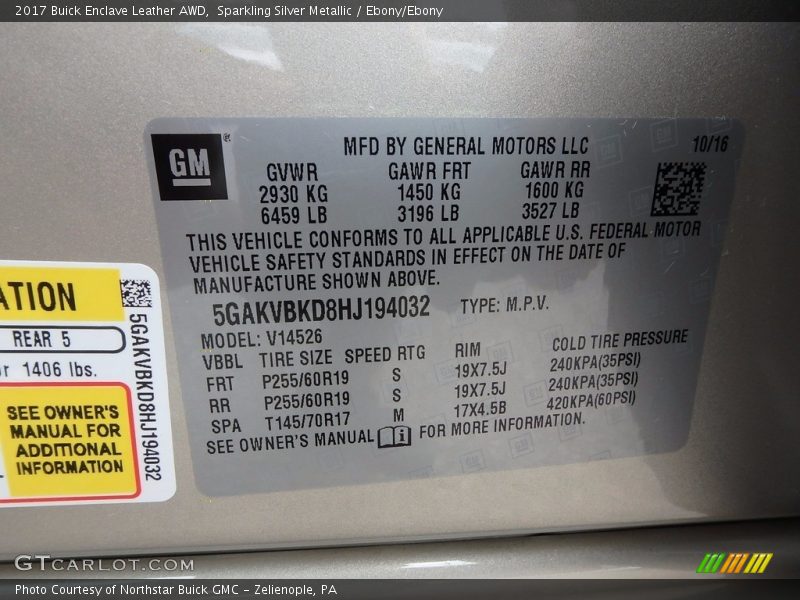 2017 Buick Enclave Leather AWD,  Sparkling Silver Metallic / Ebony/Ebony
GM®
MFD BY GENERAL MOTORS LLC 10/16
GVWR GAWR FRT GAWR RR
2930 KG 1450 KG 1600 KG
6459 LB 3196 LB 3527 LB
THIS VEHICLE CONFORMS TO ALL APPLICABLE U.S. FEDERAL MOTOR
VEHICLE SAFETY STANDARDS IN EFFECT ON THE DATE OF
MANUFACTURE SHOWN ABOVE.
5GAKVBKD8HJ194032 TYPE: M.P.V.
MODEL: V14526
VBBL TIRE SIZE SPEED RTG RIM COLD TIRE PRESSURE
FRT P255/60R19 S 19X7.5J 240KPA(35PSI)
RR P255/60R19 S 19X7.5J 240KPA(35PSI)
SPA T145/70R17 M 17X4.5B 420KPA(60PSI)
SEE OWNER'S MANUAL FOR MORE INFORMATION.
ATION
REAR 5
or 1406 lbs.
SEE OWNER'S
MANUAL FOR
ADDITIONAL
INFORMATION
5GAKVBKD8HJ194032
GTCARLOT.COM
Photo Courtesy of Northstar Buick GMC – Zelienople, PA